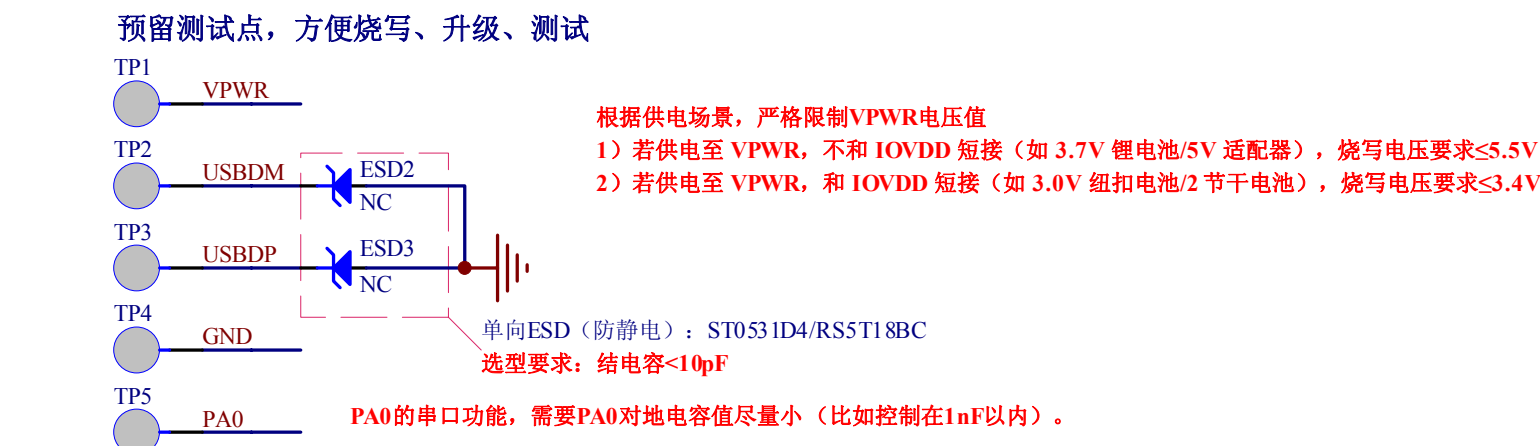 预留测试点，方便烧写、升级、测试
TP1
VPWR
根据供电场景，严格限制VPWR电压值
1）若供电至 VPWR，不和 IOVDD 短接（如 3.7V 锂电池/5V 适配器），烧写电压要求≤5.5V
2）若供电至 VPWR，和 IOVDD 短接（如 3.0V 纽扣电池/2 节干电池），烧写电压要求≤3.4V
TP2
USBDM
ESD2
NC
TP3
USBDP
ESD3
NC
TP4
GND
单向ESD（防静电）：ST0531D4/RS5T18BC
选型要求：结电容<10pF
TP5
PA0
PA0的串口功能，需要PA0对地电容值尽量小（比如控制在1nF以内）。